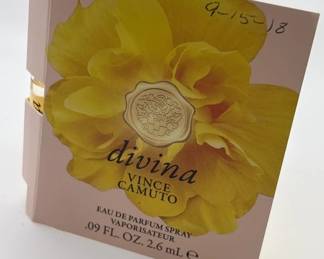 9-15-18
divina
VINCE
CAMUTO
EAU DE PARFUM SPRAY
VAPORISATEUR
.09 FL. OZ. 2.6 mL ℮